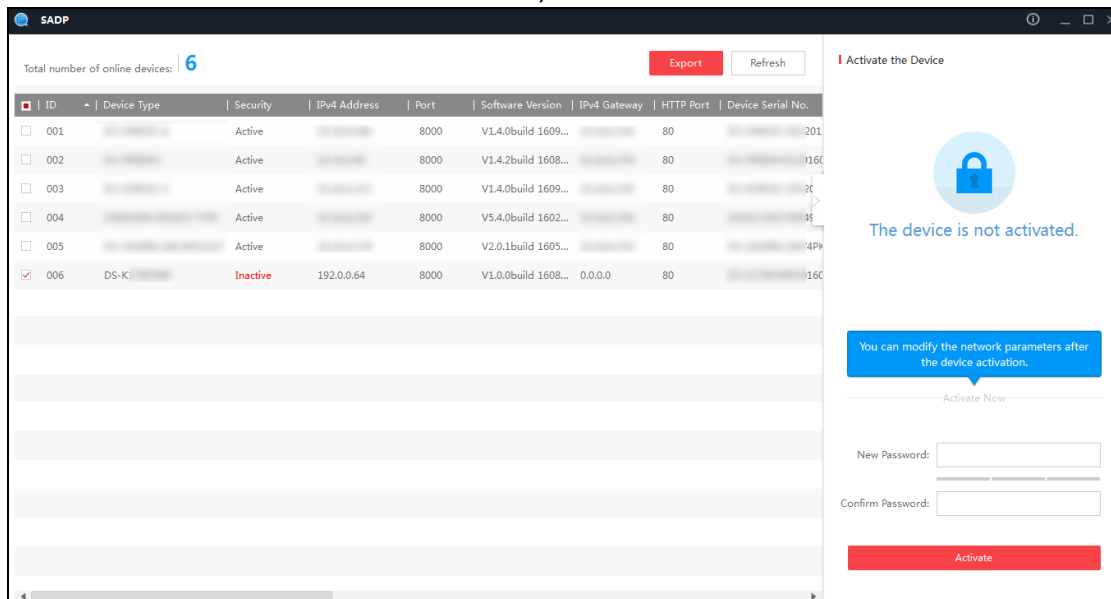 SADP
Total number of online devices: 6
Export
Refresh
ID Device Type Security IPv4 Address Port Software Version IPv4 Gateway HTTP Port Device Serial No.
001 Active 8000 V1.4.0build 1609... 80 201
002 Active 8000 V1.4.2build 1608... 80 160
003 Active 8000 V1.4.0build 1609... 80
004 Active 8000 V5.4.0build 1602... 80
005 Active 8000 V2.0.1build 1605... 80
006 DS-K Inactive 192.0.0.64 8000 V1.0.0build 1608... 0.0.0.0 80 160
Activate the Device
The device is not activated.
You can modify the network parameters after
the device activation.
Activate Now
New Password:
Confirm Password:
Activate